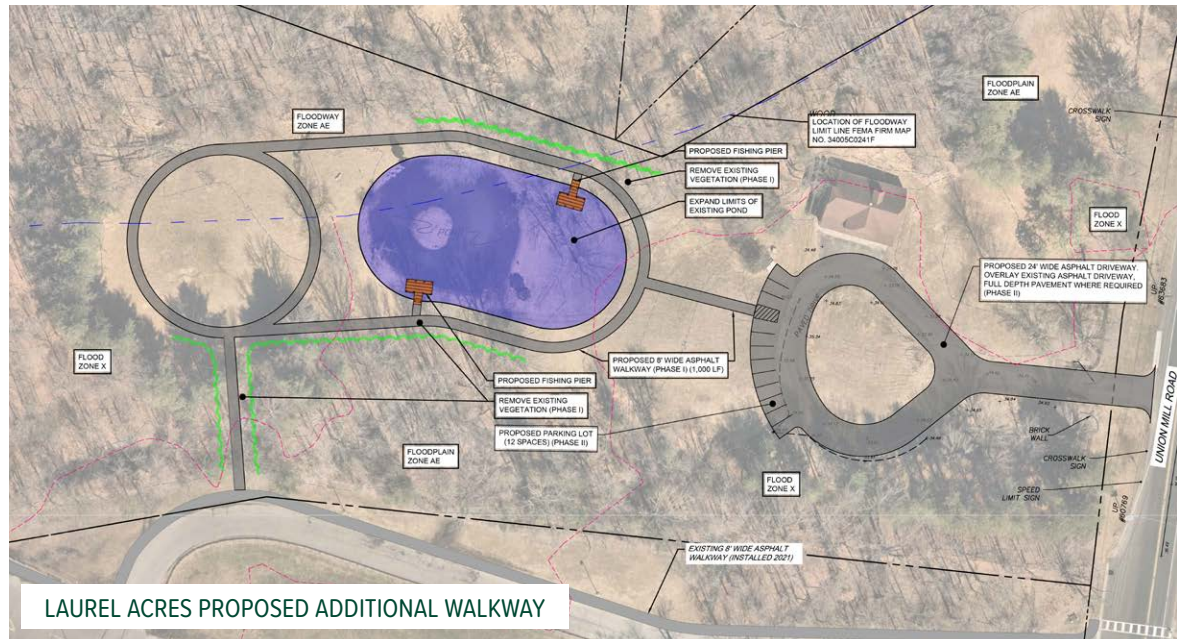 FLOODPLAIN
ZONE AE
CROSSWALK
SIGN
FLOODWAY
ZONE AE
LOCATION OF FLOODWAY
LIMIT LINE FEMA FIRM MAP
NO. 34005C0241F
PROPOSED FISHING PIER
REMOVE EXISTING
VEGETATION (PHASE I)
EXPAND LIMITS OF
EXISTING POND
FLOOD
ZONE X
PROPOSED 24' WIDE ASPHALT DRIVEWAY.
OVERLAY EXISTING ASPHALT DRIVEWAY,
FULL DEPTH PAVEMENT WHERE REQUIRED
(PHASE II)
UP
#63683
FLOOD
ZONE X
PROPOSED 8' WIDE ASPHALT
WALKWAY (PHASE I) (1,000 LF)
PROPOSED FISHING PIER
REMOVE EXISTING
VEGETATION (PHASE I)
PROPOSED PARKING LOT
(12 SPACES) (PHASE II)
BRICK
WALL
UNION MILL ROAD
FLOODPLAIN
ZONE AE
CROSSWALK
SIGN
FLOOD
ZONE X
SPEED
LIMIT SIGN
UP
#60769
EXISTING 8' WIDE ASPHALT
WALKWAY (INSTALLED 2021)
LAUREL ACRES PROPOSED ADDITIONAL WALKWAY